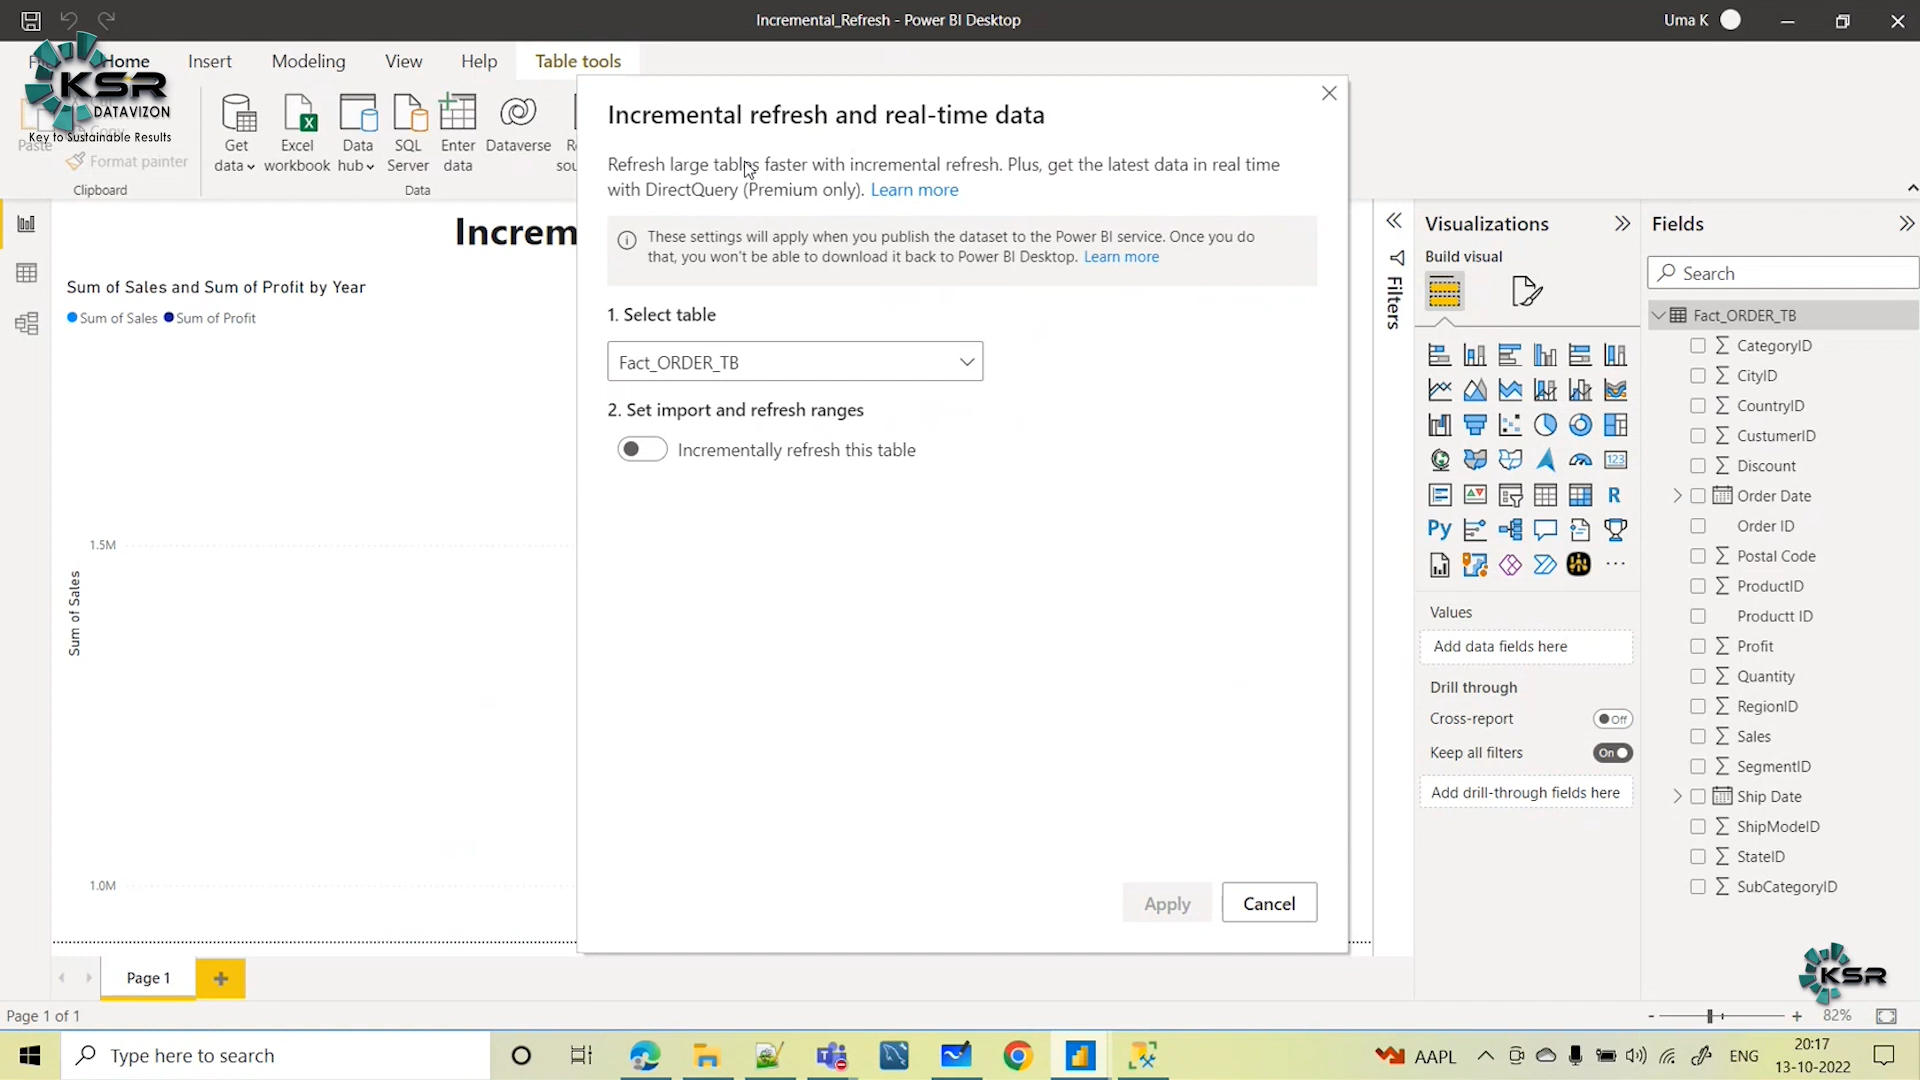 Incremental_Refresh - Power BI Desktop
Uma K
Home
Insert
Modeling
View
Help
Table tools
KSR
DATAVIZON
Key to Sustainable Results
Paste
Copy
Format painter
Clipboard
Get
data
Excel
workbook
Data
hub
SQL
Server
Enter
data
Dataverse
Data
Incremental refresh and real-time data
Refresh large tables faster with incremental refresh. Plus, get the latest data in real time
with DirectQuery (Premium only). Learn more
These settings will apply when you publish the dataset to the Power BI service. Once you do
that, you won't be able to download it back to Power BI Desktop. Learn more
1. Select table
Fact_ORDER_TB
2. Set import and refresh ranges
Incrementally refresh this table
Apply
Cancel
Increm
Sum of Sales and Sum of Profit by Year
Sum of Sales
Sum of Profit
1.5M
Sum of Sales
1.0M
Filters
Visualizations
Build visual
123
R
Py
Values
Add data fields here
Drill through
Cross-report
Off
Keep all filters
On
Add drill-through fields here
Fields
Search
Fact_ORDER_TB
CategoryID
CityID
CountryID
CustumerID
Discount
Order Date
Order ID
Postal Code
ProductID
Productt ID
Profit
Quantity
RegionID
Sales
SegmentID
Ship Date
ShipModeID
StateID
SubCategoryID
KSR
Page 1
Page 1 of 1
82%
Type here to search
AAPL
ENG
20:17
13-10-2022